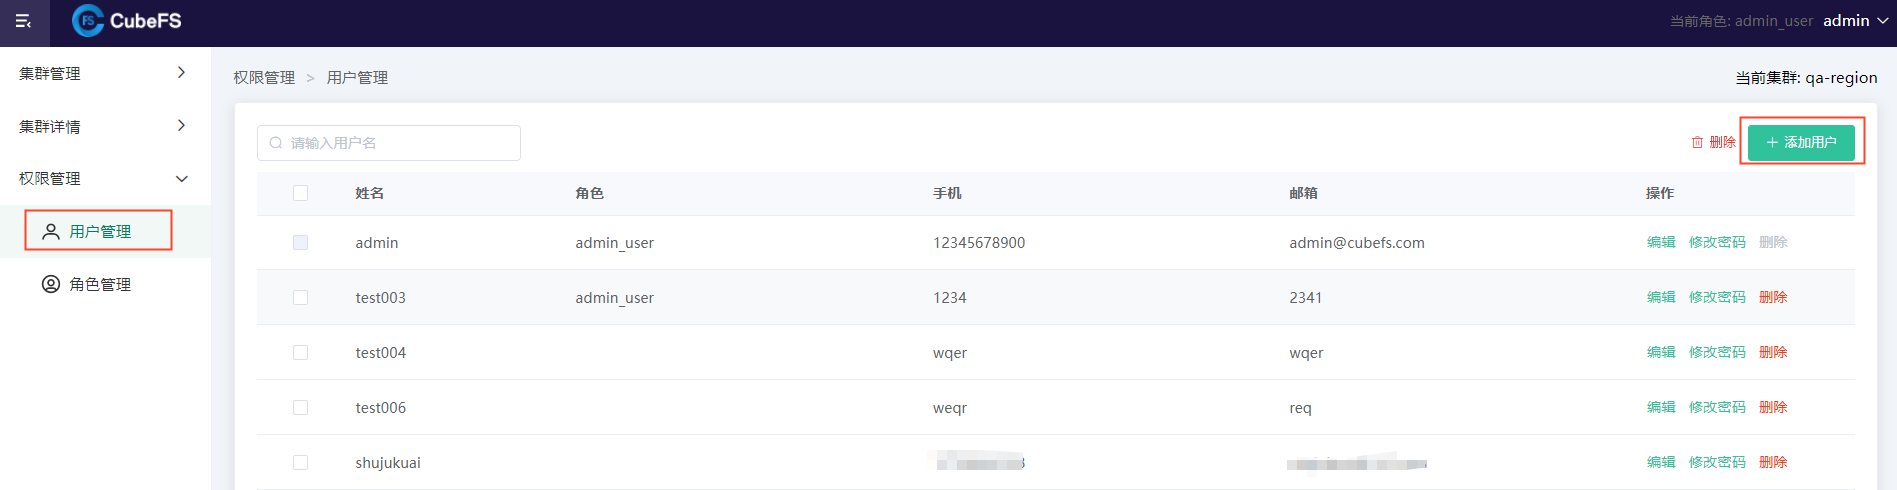 CubeFS
当前角色: admin_user admin
集群管理
集群详情
权限管理
用户管理
角色管理
权限管理 > 用户管理
当前集群: qa-region
请输入用户名
删除 + 添加用户
姓名 角色 手机 邮箱 操作
admin admin_user 12345678900 admin@cubefs.com 编辑 修改密码 删除
test003 admin_user 1234 2341 编辑 修改密码 删除
test004 wqer wqer 编辑 修改密码 删除
test006 weqr req 编辑 修改密码 删除
shujukuai 编辑 修改密码 删除